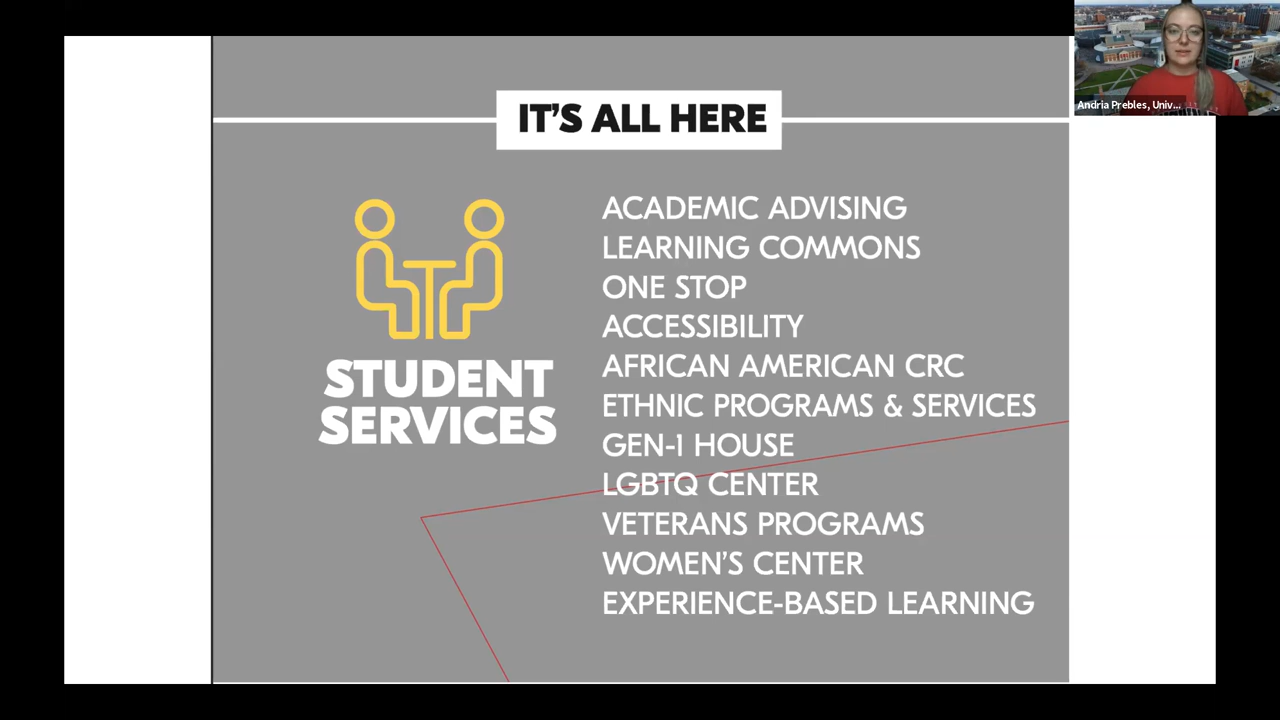 IT'S ALL HERE
Andria Prebles, Univ...
STUDENT
SERVICES
ACADEMIC ADVISING
LEARNING COMMONS
ONE STOP
ACCESSIBILITY
AFRICAN AMERICAN CRC
ETHNIC PROGRAMS & SERVICES
GEN-1 HOUSE
LGBTQ CENTER
VETERANS PROGRAMS
WOMEN'S CENTER
EXPERIENCE-BASED LEARNING